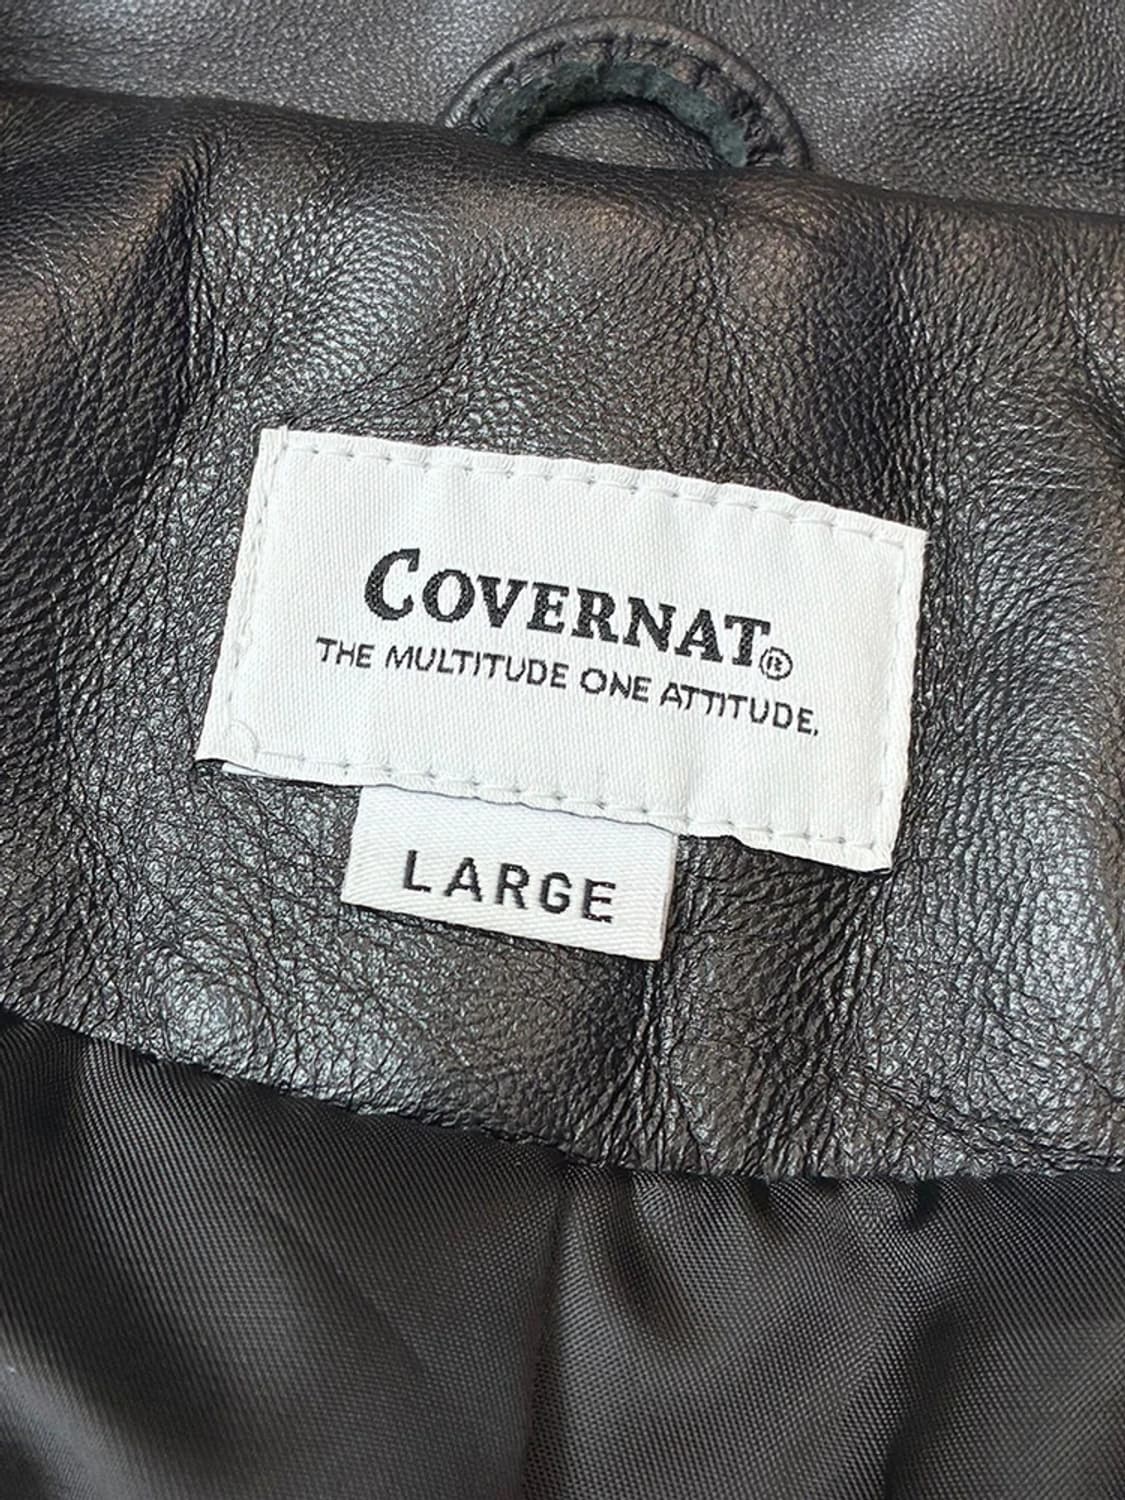 COVERNAT®
THE MULTITUDE ONE ATTITUDE.
LARGE